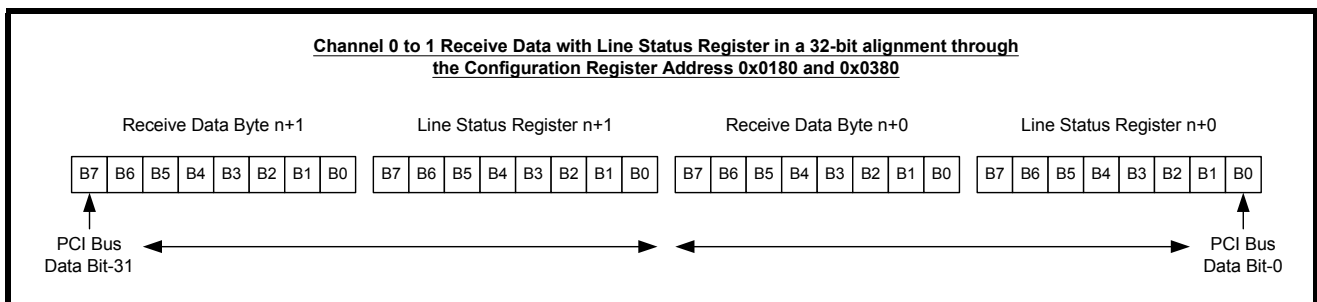 Channel 0 to 1 Receive Data with Line Status Register in a 32-bit alignment through
the Configuration Register Address 0x0180 and 0x0380
Receive Data Byte n+1 Line Status Register n+1 Receive Data Byte n+0 Line Status Register n+0
B7 B6 B5 B4 B3 B2 B1 B0 B7 B6 B5 B4 B3 B2 B1 B0 B7 B6 B5 B4 B3 B2 B1 B0 B7 B6 B5 B4 B3 B2 B1 B0
PCI Bus
Data Bit-31
PCI Bus
Data Bit-0